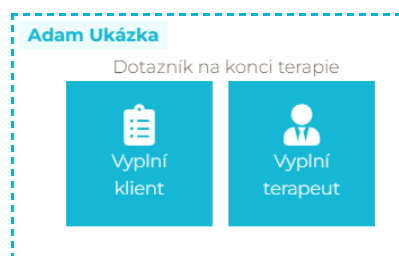 Adam Ukázka
Dotazník na konci terapie
Vyplní
klient
Vyplní
terapeut